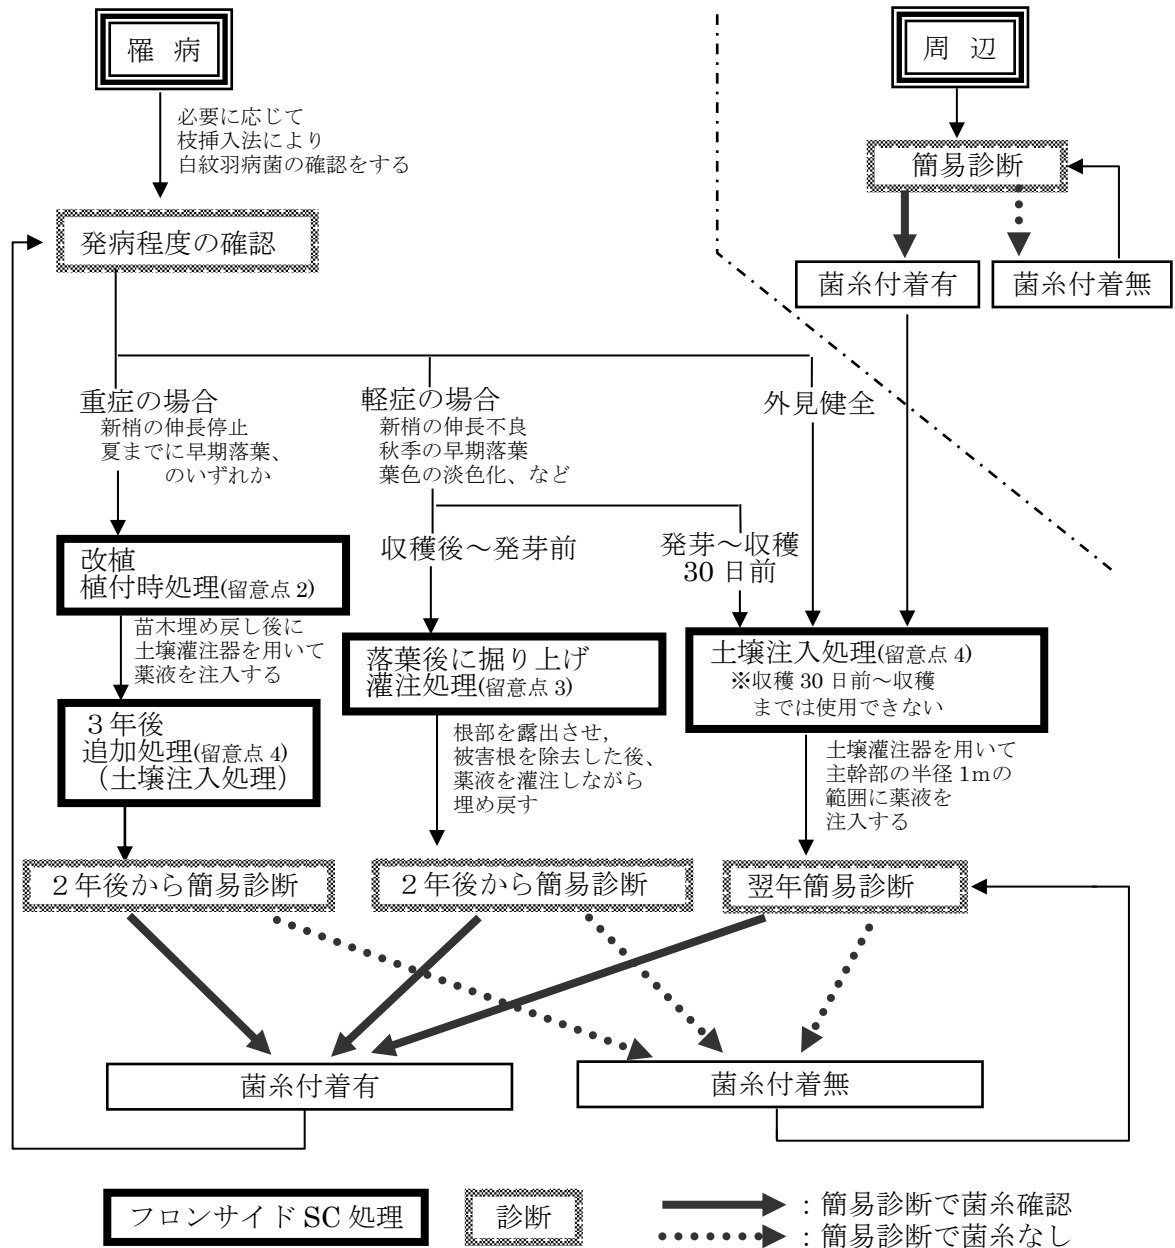 罹 病
必要に応じて
枝挿入法により
白紋羽病菌の確認をする
発病程度の確認
周 辺
簡易診断
菌糸付着有
菌糸付着無
重症の場合
新梢の伸長停止
夏までに早期落葉、
のいずれか
軽症の場合
新梢の伸長不良
秋季の早期落葉
葉色の淡色化、など
外見健全
収穫後～発芽前
発芽～収穫
30 日前
改植
植付時処理(留意点 2)
苗木埋め戻し後に
土壌灌注器を用いて
薬液を注入する
３年後
追加処理(留意点 4)
（土壌注入処理）
落葉後に掘り上げ
灌注処理(留意点 3)
根部を露出させ,
被害根を除去した後、
薬液を灌注しながら
埋め戻す
土壌注入処理(留意点 4)
※収穫 30 日前～収穫
までは使用できない
土壌灌注器を用いて
主幹部の半径 1mの
範囲に薬液を
注入する
２年後から簡易診断
２年後から簡易診断
翌年簡易診断
菌糸付着有
菌糸付着無
フロンサイド SC 処理
診断
：簡易診断で菌糸確認
：簡易診断で菌糸なし